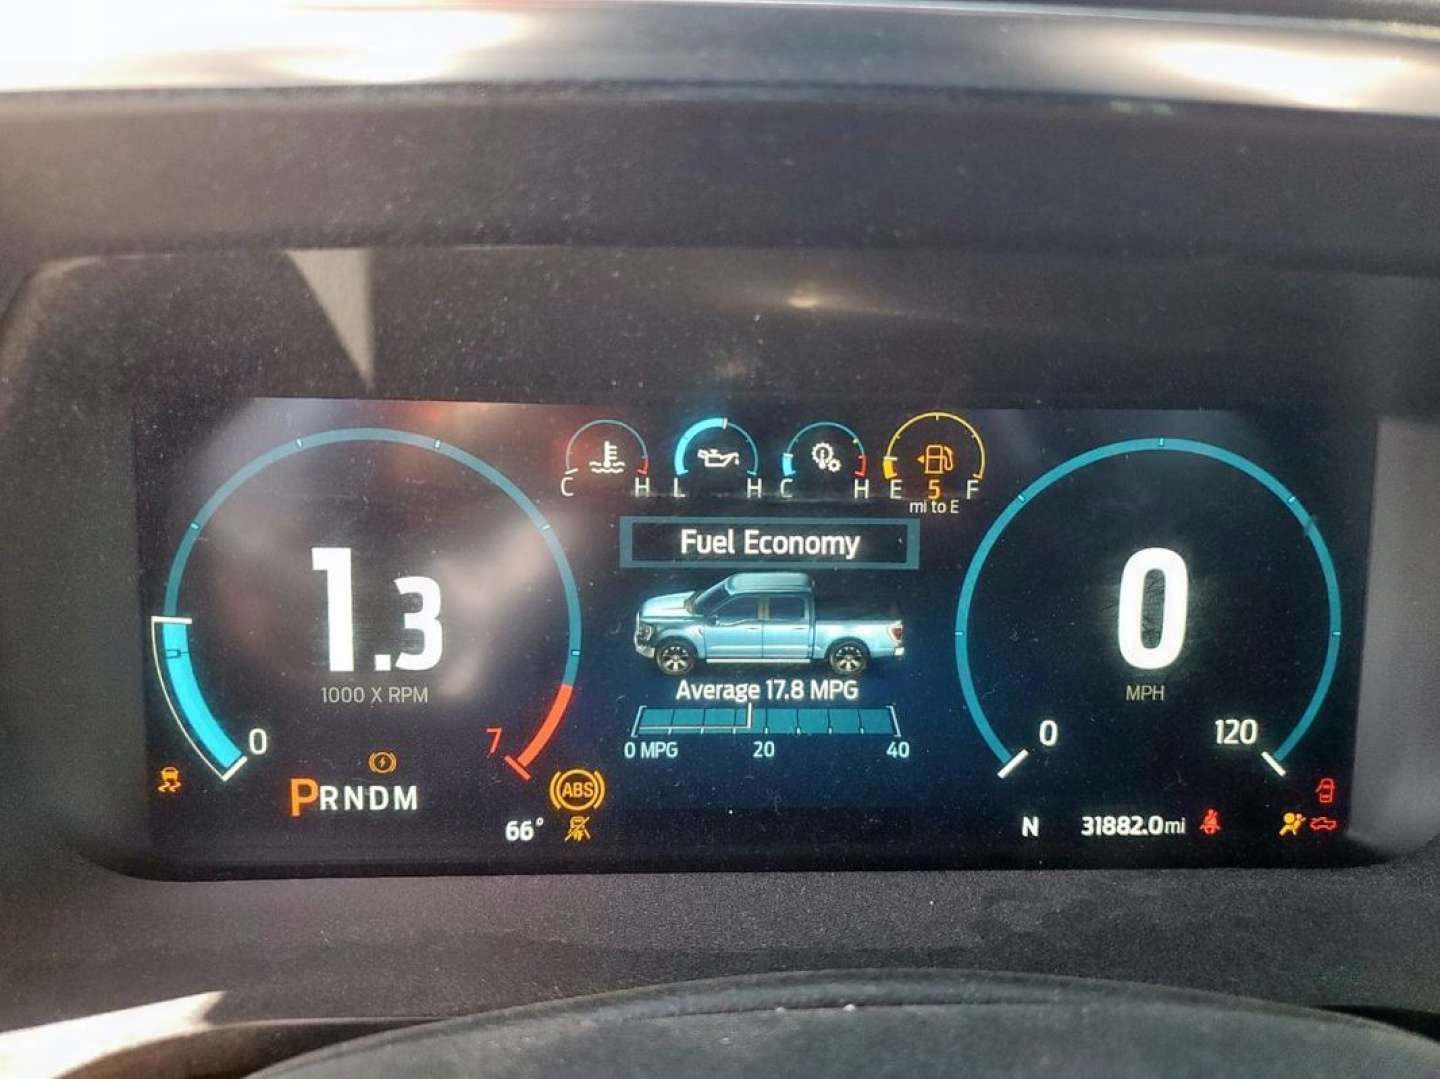 C H
L H
C H
E 5 F
mi to E
Fuel Economy
1.3
1000 X RPM
0 7
Average 17.8 MPG
0 MPG 20 40
0
MPH
0 120
PRNDM
ABS
66°
N 31882.0mi